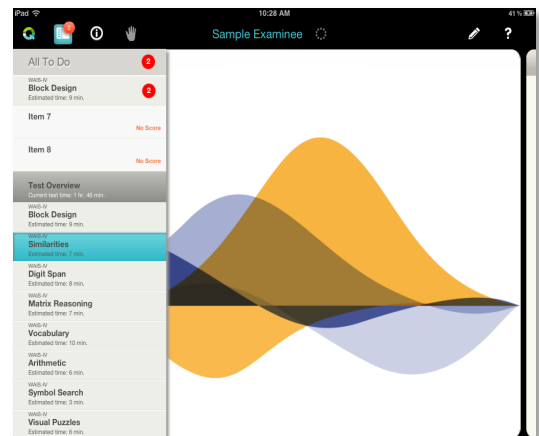 iPad 10:28 AM 41%
2 Sample Examinee ?
All To Do 2
WAIS-IV
Block Design 2
Estimated time: 9 min.
Item 7
No Score
Item 8
No Score
Test Overview
Current test time: 1 hr. 46 min.
WAIS-IV
Block Design
Estimated time: 9 min.
WAIS-IV
Similarities
Estimated time: 7 min.
WAIS-IV
Digit Span
Estimated time: 8 min.
WAIS-IV
Matrix Reasoning
Estimated time: 7 min.
WAIS-IV
Vocabulary
Estimated time: 10 min.
WAIS-IV
Arithmetic
Estimated time: 6 min.
WAIS-IV
Symbol Search
Estimated time: 3 min.
WAIS-IV
Visual Puzzles
Estimated time: 6 min.